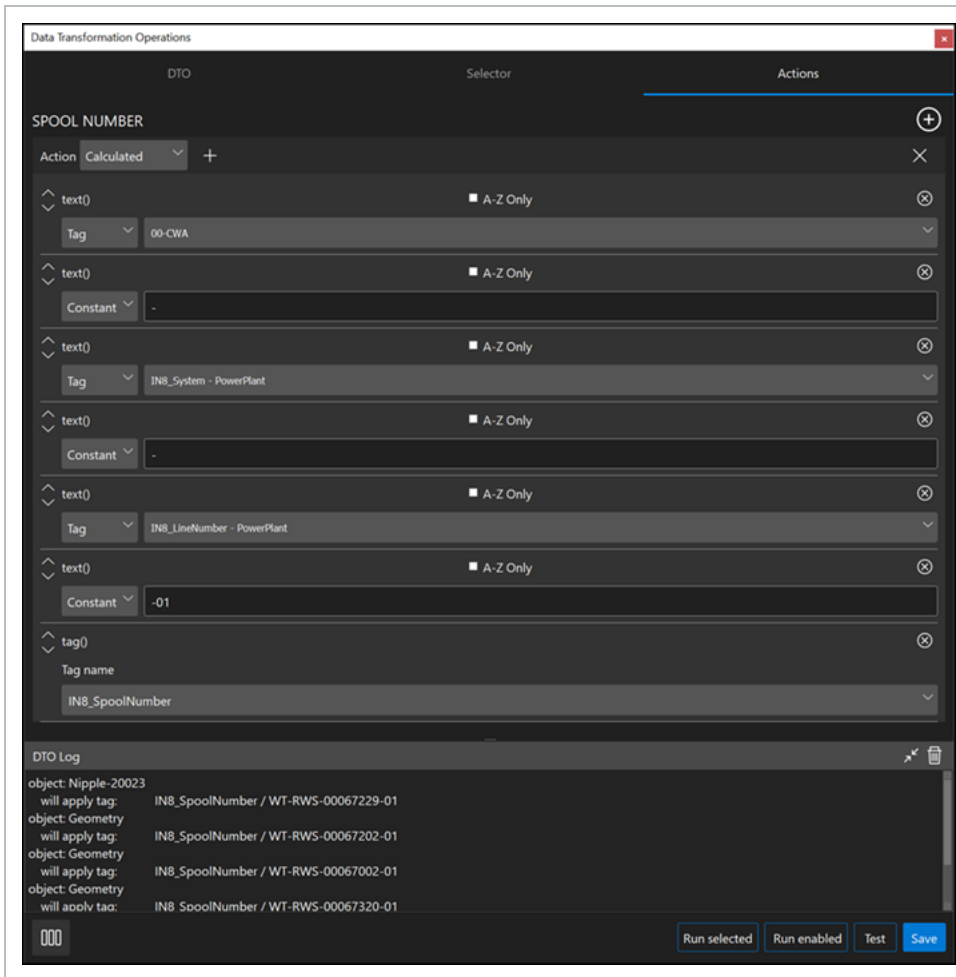 Data Transformation Operations
DTO Selector Actions
SPOOL NUMBER
Action Calculated
text() A-Z Only
Tag 00-CWA
text() A-Z Only
Constant -
text() A-Z Only
Tag IN8_System - PowerPlant
text() A-Z Only
Constant -
text() A-Z Only
Tag IN8_LineNumber - PowerPlant
text() A-Z Only
Constant -01
tag()
Tag name
IN8_SpoolNumber
DTO Log
object: Nipple-20023
will apply tag: IN8_SpoolNumber / WT-RWS-00067229-01
object: Geometry
will apply tag: IN8_SpoolNumber / WT-RWS-00067202-01
object: Geometry
will apply tag: IN8_SpoolNumber / WT-RWS-00067002-01
object: Geometry
will apply tag: IN8_SpoolNumber / WT-RWS-00067320-01
Run selected Run enabled Test Save